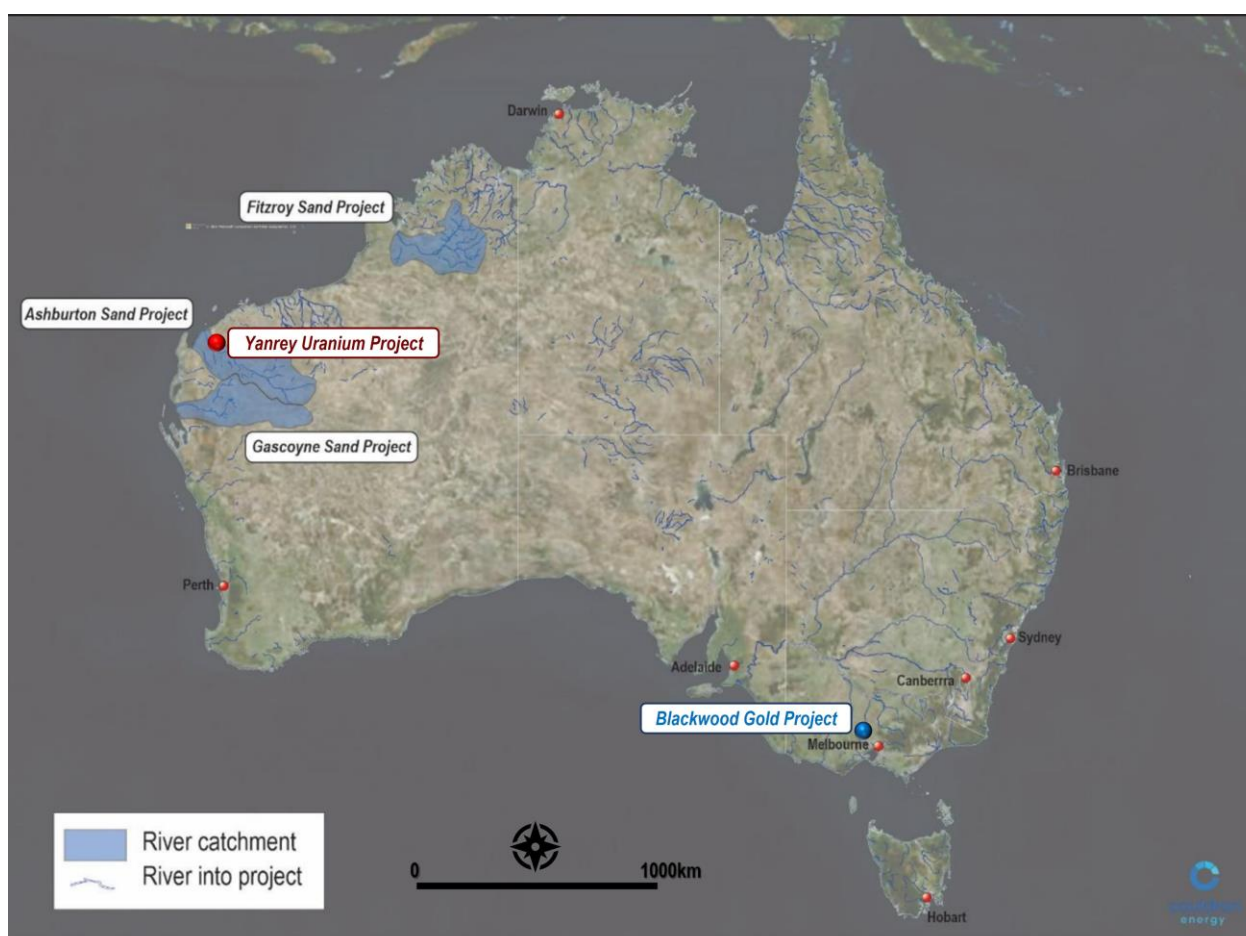 Darwin
Fitzroy Sand Project
Ashburton Sand Project
Yanrey Uranium Project
Gascoyne Sand Project
Brisbane
Perth
Sydney
Adelaide
Canberrra
Blackwood Gold Project
Melbourne
River catchment
River into project
0 1000km
Hobart
energy